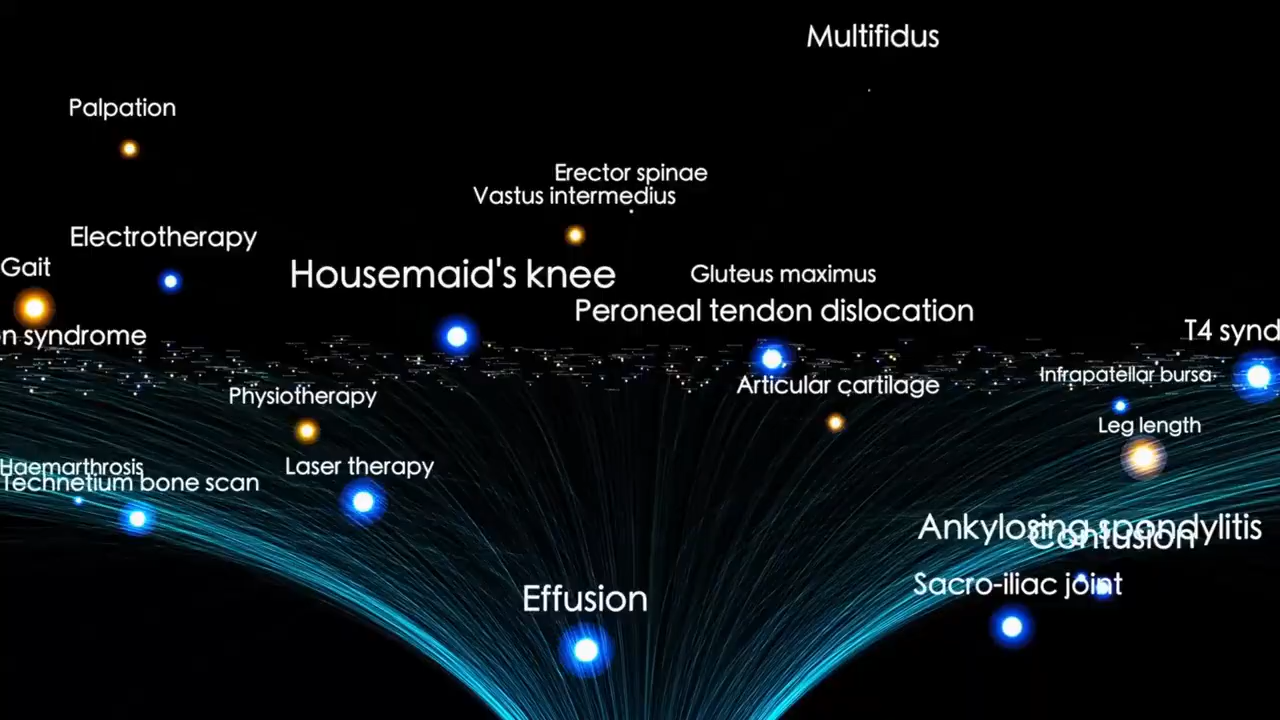 Multifidus
Palpation
Erector spinae
Vastus intermedius
Electrotherapy
Gait
Housemaid's knee
Gluteus maximus
Peroneal tendon dislocation
n syndrome
T4 synd
Infrapatellar bursa
Articular cartilage
Physiotherapy
Leg length
Haemarthrosis
Laser therapy
Technetium bone scan
Ankylosing spondylitis
Contusion
Sacro-iliac joint
Effusion